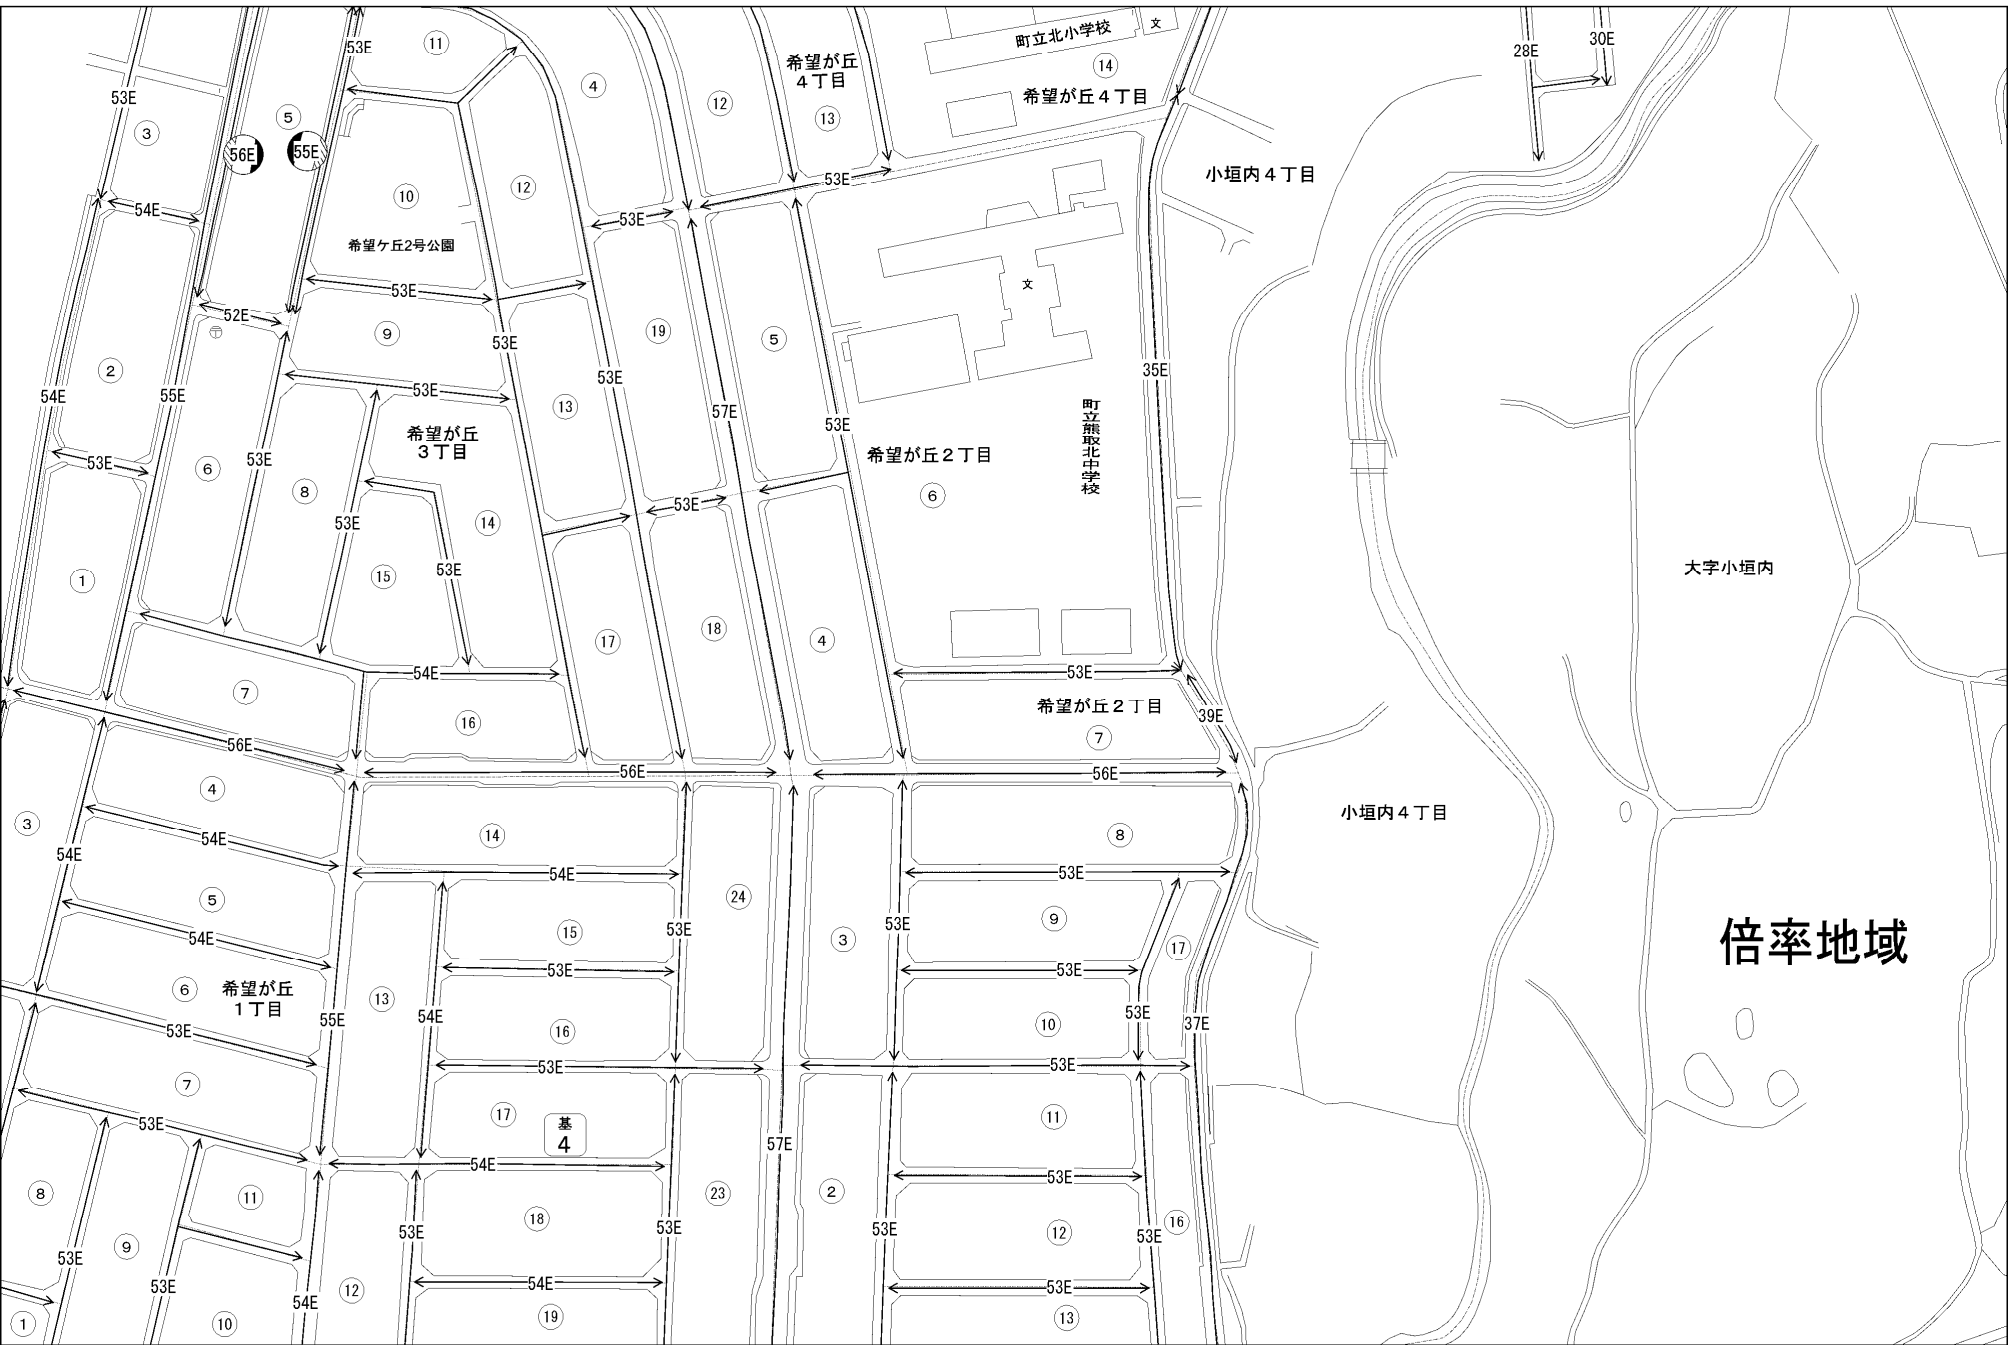 53E
⑪
④
⑫
希望が丘
4丁目
⑬
町立北小学校
文
⑭
希望が丘4丁目
28E
30E
53E
③
⑤
56E
55E
⑩
⑫
53E
小垣内4丁目
54E
53E
希望ケ丘2号公園
53E
文
52E
〒
⑨
53E
⑲
⑤
②
54E
55E
53E
53E
57E
53E
35E
⑬
希望が丘
3丁目
希望が丘2丁目
町立熊取北中学校
53E
⑥
53E
⑧
⑭
53E
⑥
53E
53E
①
⑮
大字小垣内
⑰
⑱
④
54E
53E
⑦
⑯
希望が丘2丁目
39E
⑦
56E
56E
56E
④
③
⑭
⑧
小垣内4丁目
54E
54E
54E
53E
⑤
24
⑮
53E
53E
③
⑨
⑰
倍率地域
54E
53E
53E
⑥
希望が丘
1丁目
⑬
53E
55E
54E
⑯
⑩
53E
37E
53E
53E
⑦
⑰
基
4
⑪
53E
57E
54E
53E
⑧
⑪
23
②
⑱
⑯
53E
53E
53E
⑫
53E
⑨
53E
53E
54E
53E
⑫
54E
①
⑩
⑲
⑬